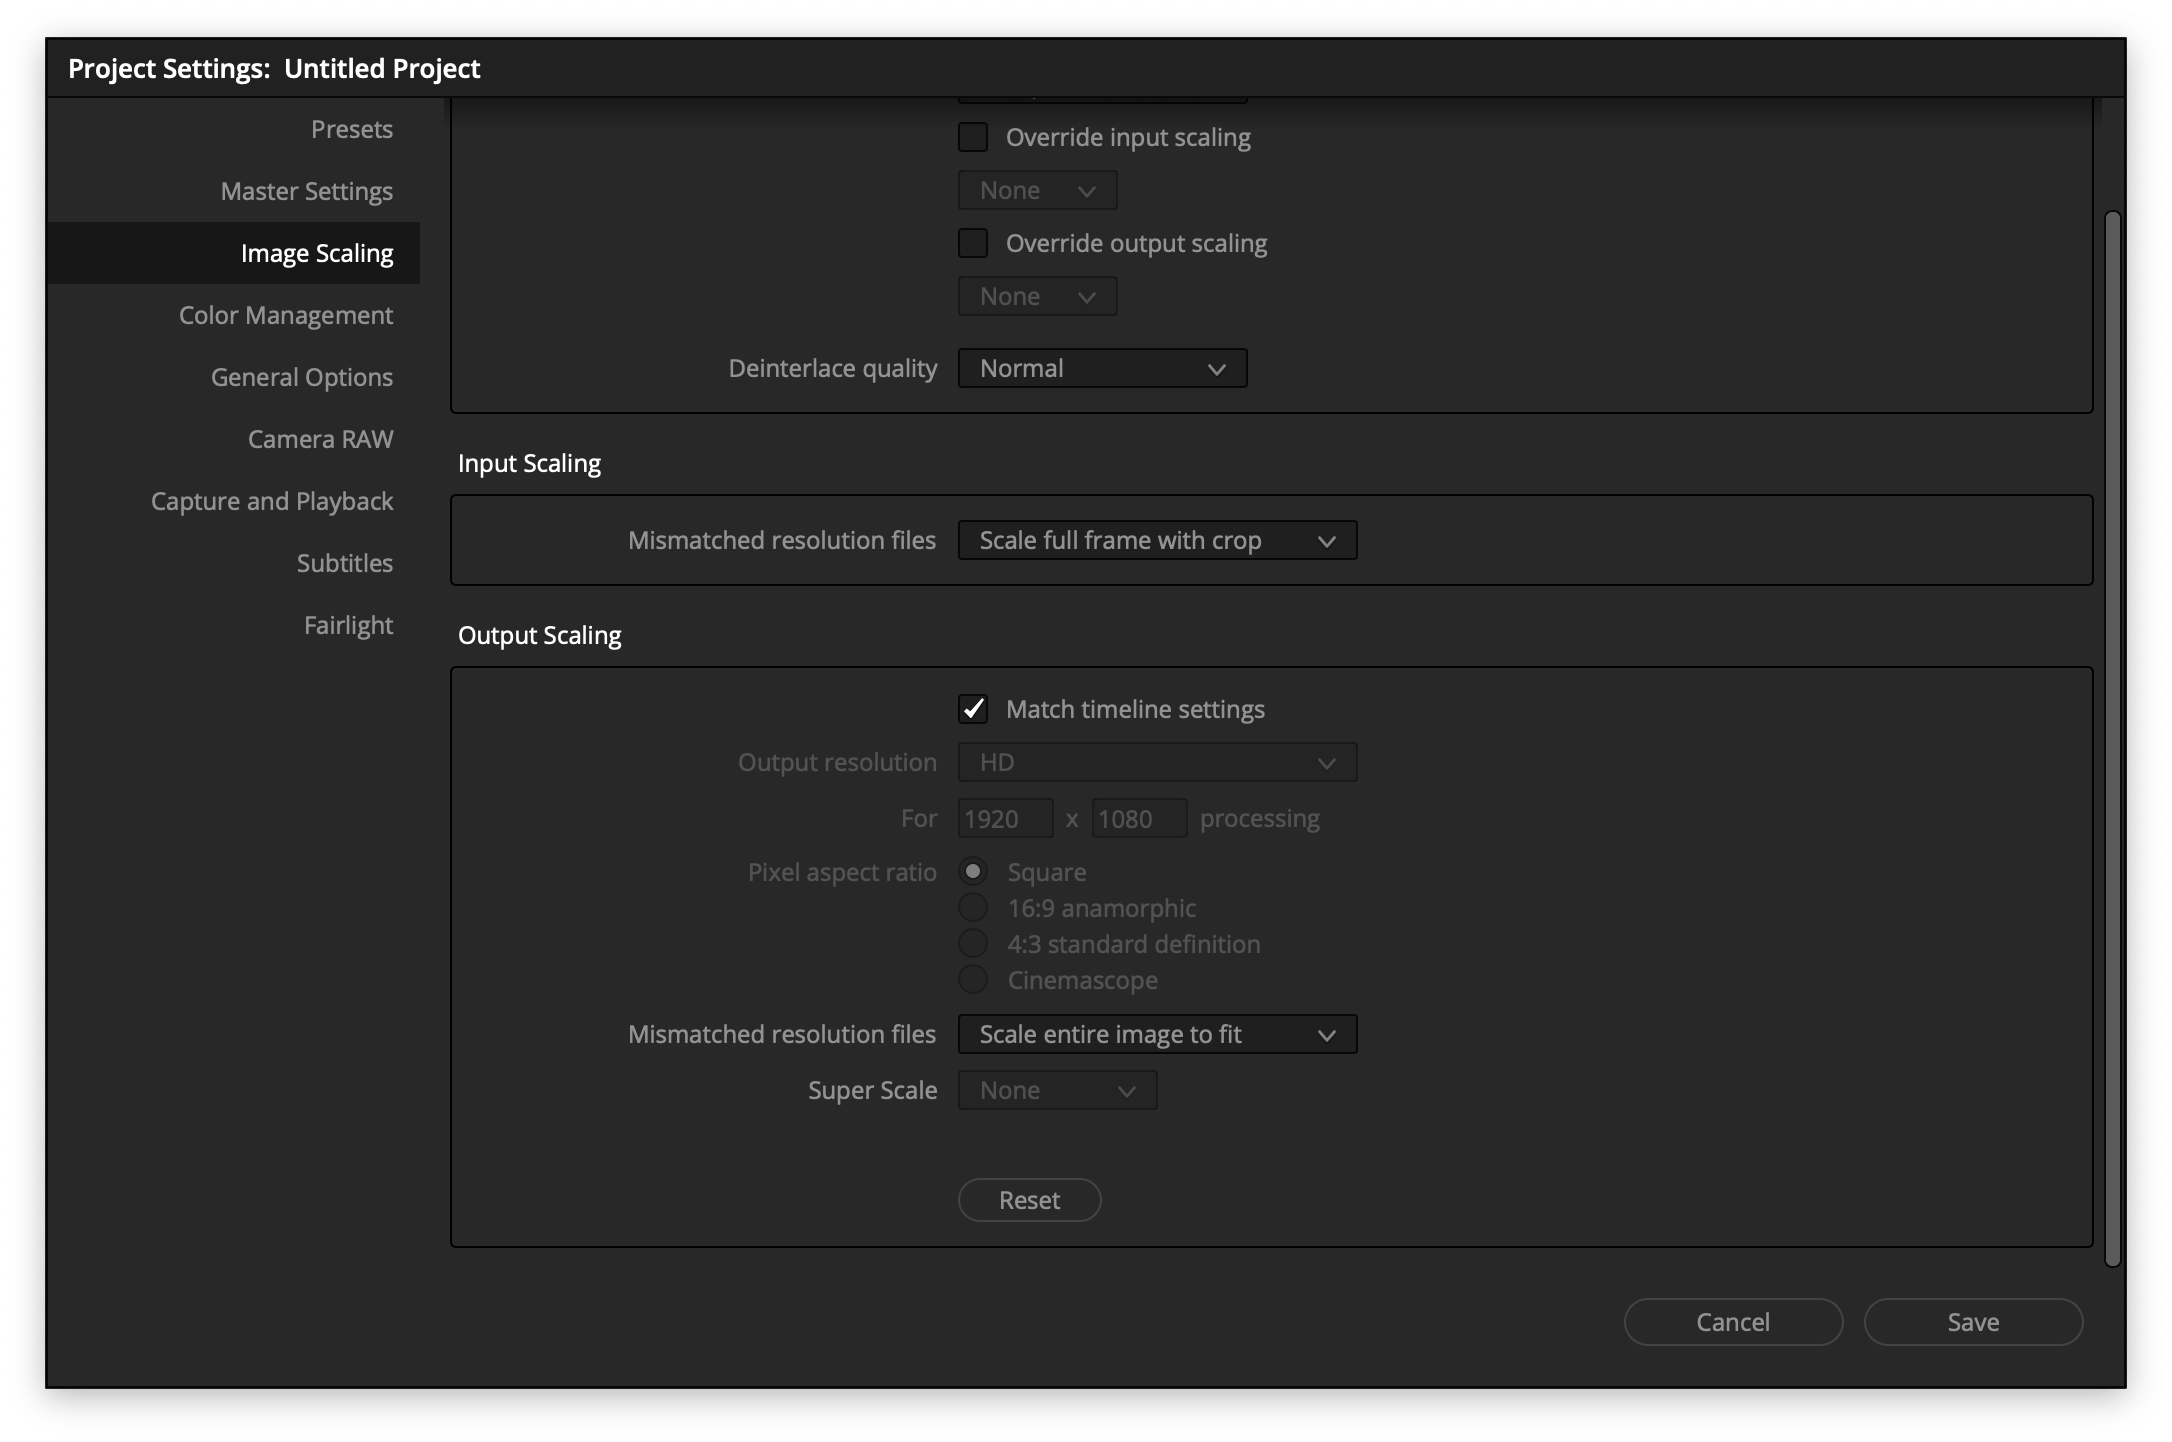 Project Settings: Untitled Project
Presets
Master Settings
Image Scaling
Color Management
General Options
Camera RAW
Capture and Playback
Subtitles
Fairlight
Override input scaling
None
Override output scaling
None
Deinterlace quality Normal
Input Scaling
Mismatched resolution files Scale full frame with crop
Output Scaling
Match timeline settings
Output resolution HD
For 1920 x 1080 processing
Pixel aspect ratio Square
16:9 anamorphic
4:3 standard definition
Cinemascope
Mismatched resolution files Scale entire image to fit
Super Scale None
Reset
Cancel Save